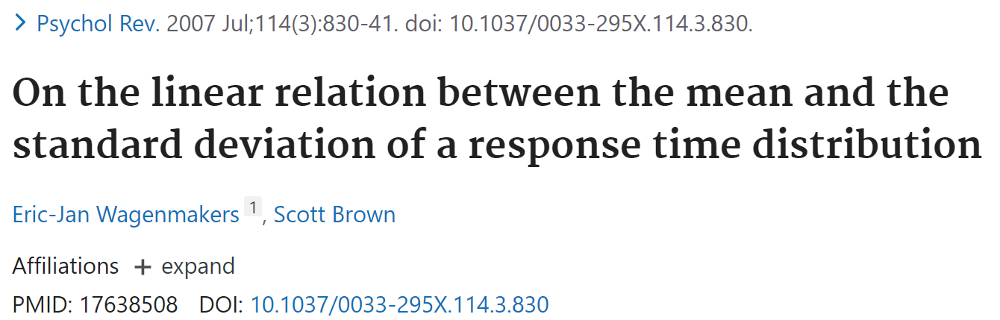 > Psychol Rev. 2007 Jul;114(3):830-41. doi: 10.1037/0033-295X.114.3.830.
On the linear relation between the mean and the
standard deviation of a response time distribution
Eric-Jan Wagenmakers 1, Scott Brown
Affiliations + expand
PMID: 17638508 DOI: 10.1037/0033-295X.114.3.830